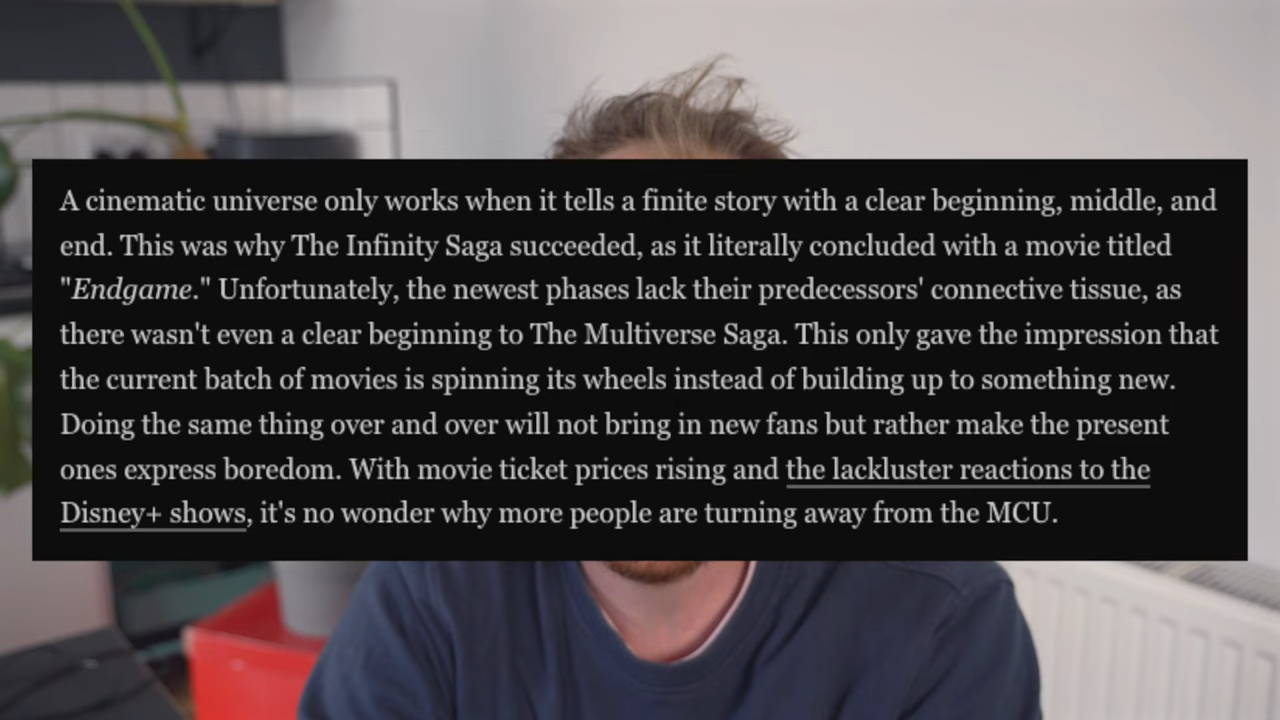 A cinematic universe only works when it tells a finite story with a clear beginning, middle, and
end. This was why The Infinity Saga succeeded, as it literally concluded with a movie titled
"Endgame." Unfortunately, the newest phases lack their predecessors' connective tissue, as
there wasn't even a clear beginning to The Multiverse Saga. This only gave the impression that
the current batch of movies is spinning its wheels instead of building up to something new.
Doing the same thing over and over will not bring in new fans but rather make the present
ones express boredom. With movie ticket prices rising and the lackluster reactions to the
Disney+ shows, it's no wonder why more people are turning away from the MCU.